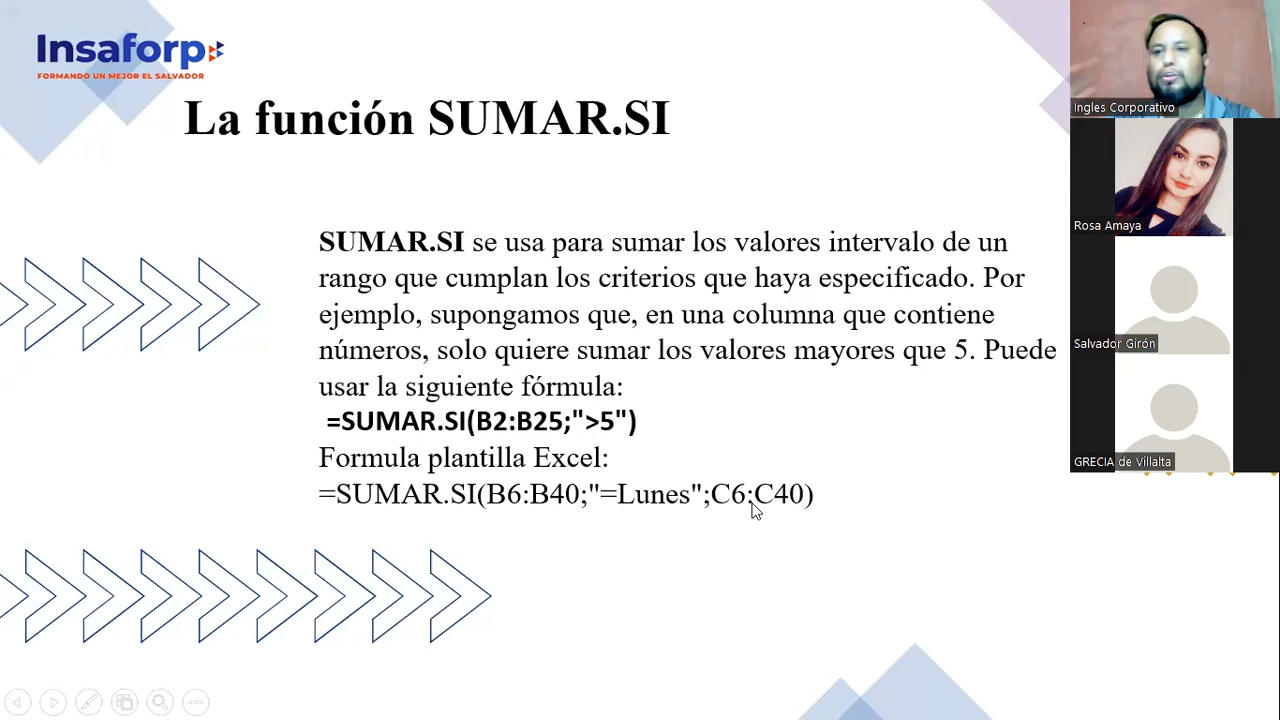 Insaforp
FORMANDO UN MEJOR EL SALVADOR
La función SUMAR.SI
SUMAR.SI se usa para sumar los valores intervalo de un
rango que cumplan los criterios que haya especificado. Por
ejemplo, supongamos que, en una columna que contiene
números, solo quiere sumar los valores mayores que 5. Puede
usar la siguiente fórmula:
=SUMAR.SI(B2:B25;">5")
Formula plantilla Excel:
=SUMAR.SI(B6:B40;"=Lunes";C6:C40)
Ingles Corporativo
Rosa Amaya
Salvador Girón
GRECIA de Villalta